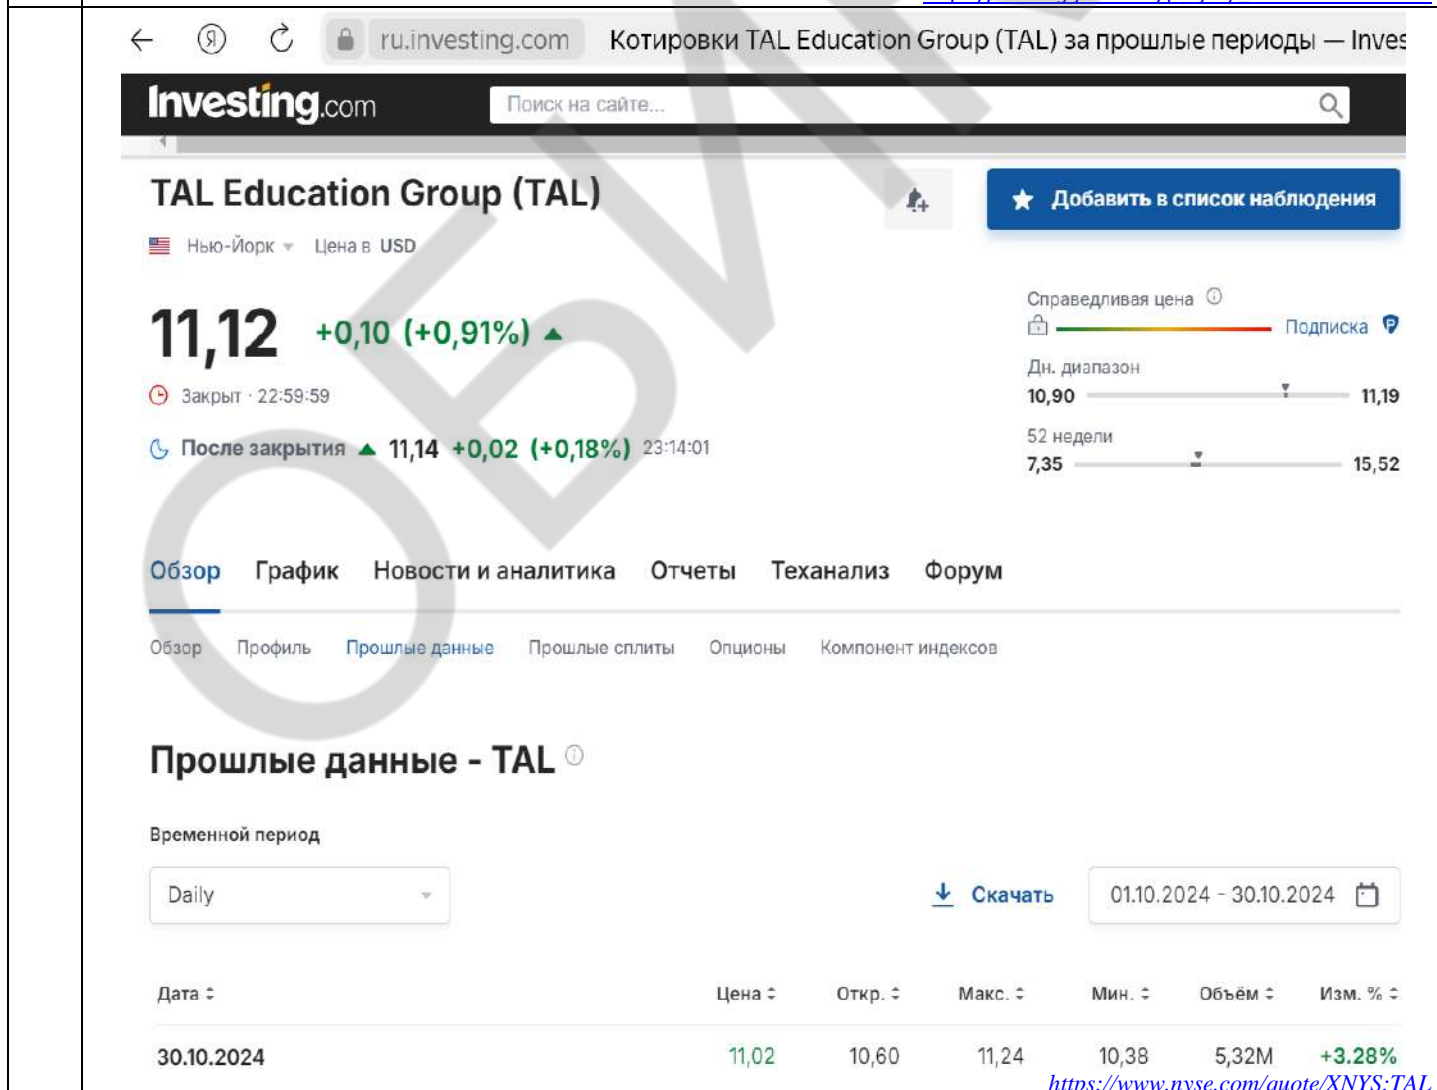 ← Я ru.investing.com Котировки TAL Education Group (TAL) за прошлые периоды — Inves
Investing.com Поиск на сайте...
TAL Education Group (TAL)
★ Добавить в список наблюдения
Нью-Йорк Цена в USD
11,12 +0,10 (+0,91%)
Справедливая цена
Подписка
Дн. диапазон
10,90 11,19
Закрыт · 22:59:59
52 недели
7,35 15,52
После закрытия 11,14 +0,02 (+0,18%) 23:14:01
Обзор График Новости и аналитика Отчеты Теханализ Форум
Обзор Профиль Прошлые данные Прошлые сплиты Опционы Компонент индексов
Прошлые данные - TAL
Временной период
Daily Скачать 01.10.2024 - 30.10.2024
Дата Цена Откр. Макс. Мин. Объём Изм. %
30.10.2024 11,02 10,60 11,24 10,38 5,32M +3.28%
https://www.nyse.com/quote/XNYS:TAL